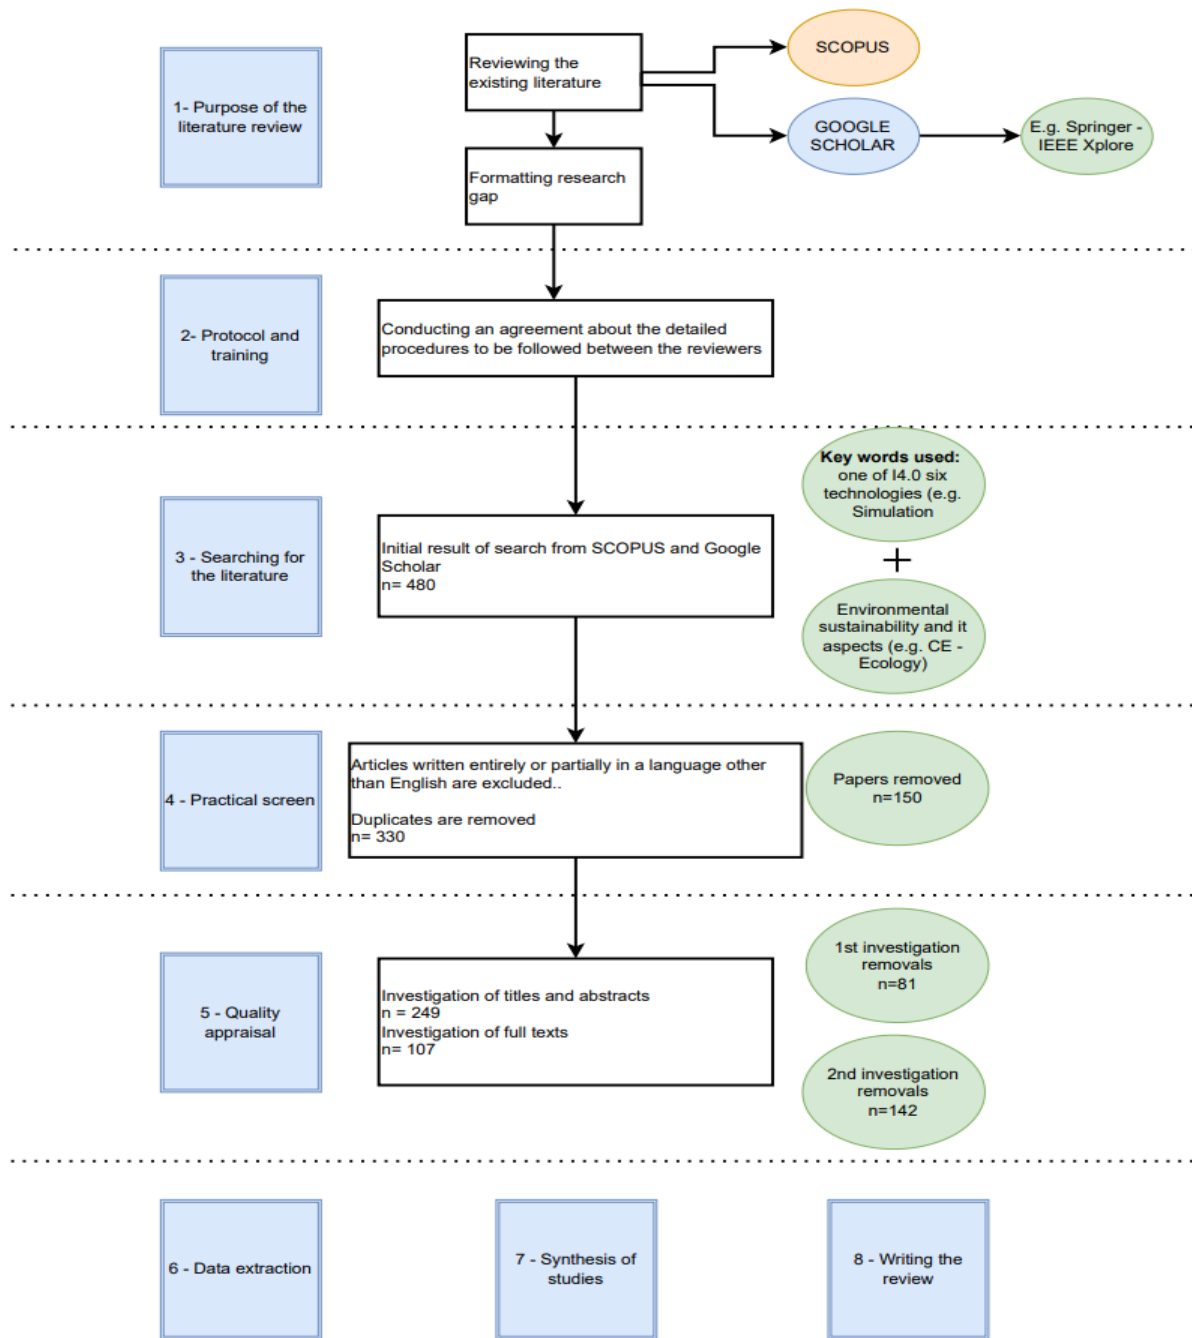 1- Purpose of the
literature review
Reviewing the
existing literature
SCOPUS
GOOGLE
SCHOLAR
E.g. Springer -
IEEE Xplore
Formatting research
gap
2- Protocol and
training
Conducting an agreement about the detailed
procedures to be followed between the reviewers
3 - Searching for
the literature
Initial result of search from SCOPUS and Google
Scholar
n= 480
Key words used:
one of I4.0 six
technologies (e.g.
Simulation
+
Environmental
sustainability and it
aspects (e.g. CE -
Ecology)
4 - Practical screen
Articles written entirely or partially in a language other
than English are excluded..
Duplicates are removed
n= 330
Papers removed
n=150
5 - Quality
appraisal
Investigation of titles and abstracts
n = 249
Investigation of full texts
n= 107
1st investigation
removals
n=81
2nd investigation
removals
n=142
6 - Data extraction
7 - Synthesis of
studies
8 - Writing the
review